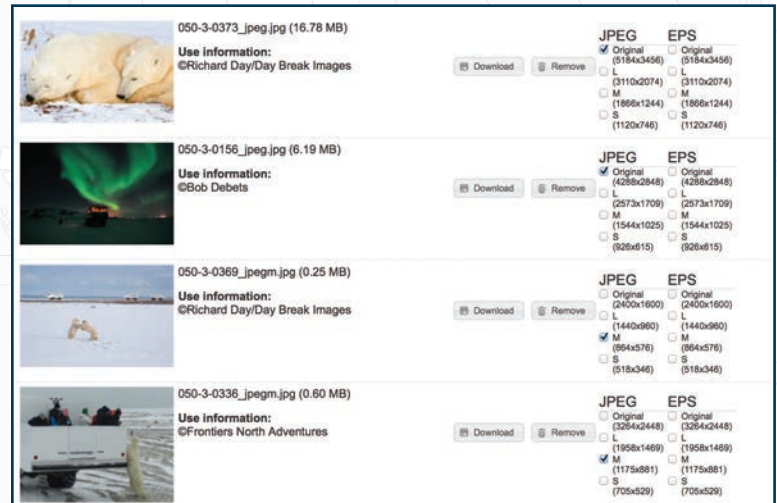 050-3-0373_jpeg.jpg (16.78 MB)
Use information:
©Richard Day/Day Break Images
Download Remove
JPEG EPS
Original Original
(5184x3456) (5184x3456)
L L
(3110x2074) (3110x2074)
M M
(1866x1244) (1866x1244)
S S
(1120x746) (1120x746)
050-3-0156_jpeg.jpg (6.19 MB)
Use information:
©Bob Debets
Download Remove
JPEG EPS
Original Original
(4288x2848) (4288x2848)
L L
(2573x1709) (2573x1709)
M M
(1544x1025) (1544x1025)
S S
(926x615) (926x615)
050-3-0369_jpegm.jpg (0.25 MB)
Use information:
©Richard Day/Day Break Images
Download Remove
JPEG EPS
Original Original
(2400x1600) (2400x1600)
L L
(1440x960) (1440x960)
M M
(864x576) (864x576)
S S
(518x346) (518x346)
050-3-0336_jpegm.jpg (0.60 MB)
Use information:
©Frontiers North Adventures
Download Remove
JPEG EPS
Original Original
(3264x2448) (3264x2448)
L L
(1958x1469) (1958x1469)
M M
(1175x881) (1175x881)
S S
(705x529) (705x529)